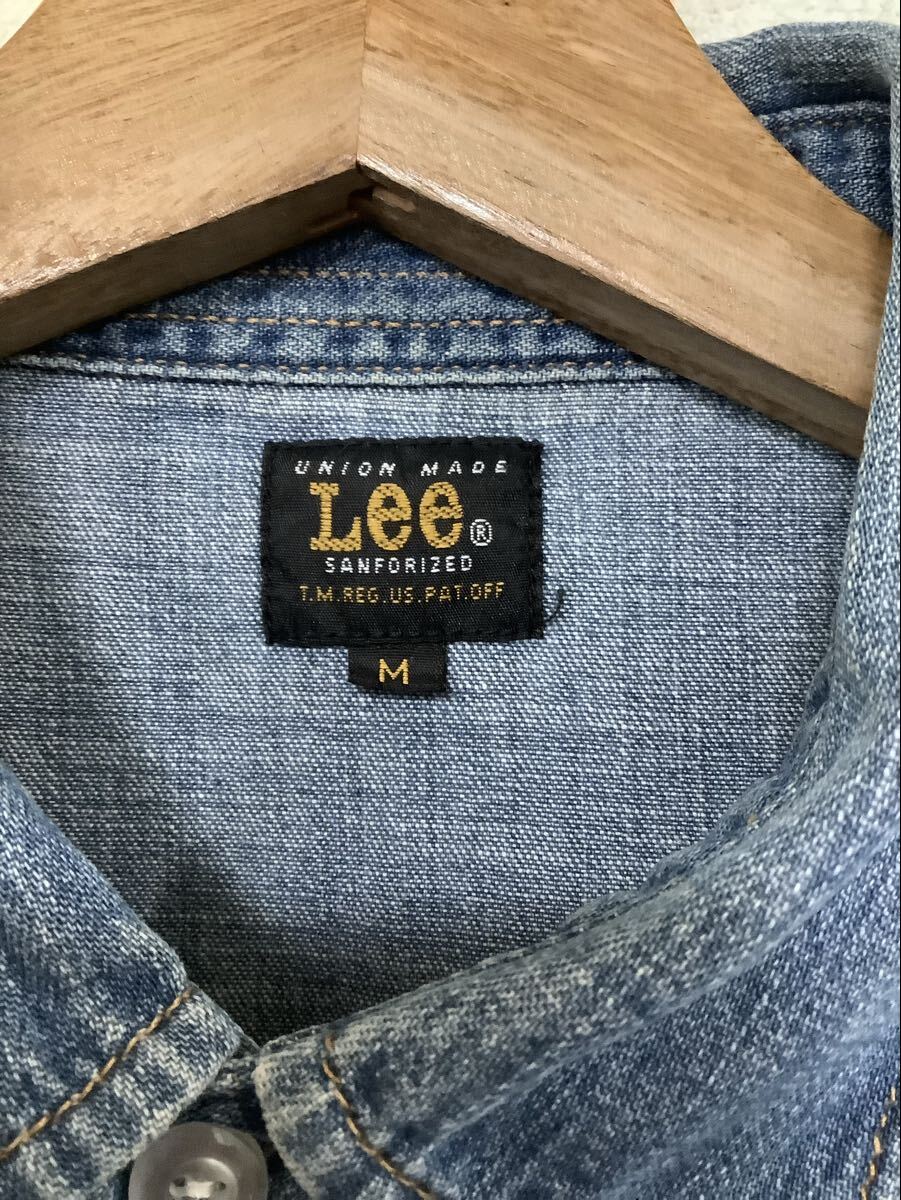 UNION MADE
Lee®
SANFORIZED
T.M.REG.US.PAT.OFF
M